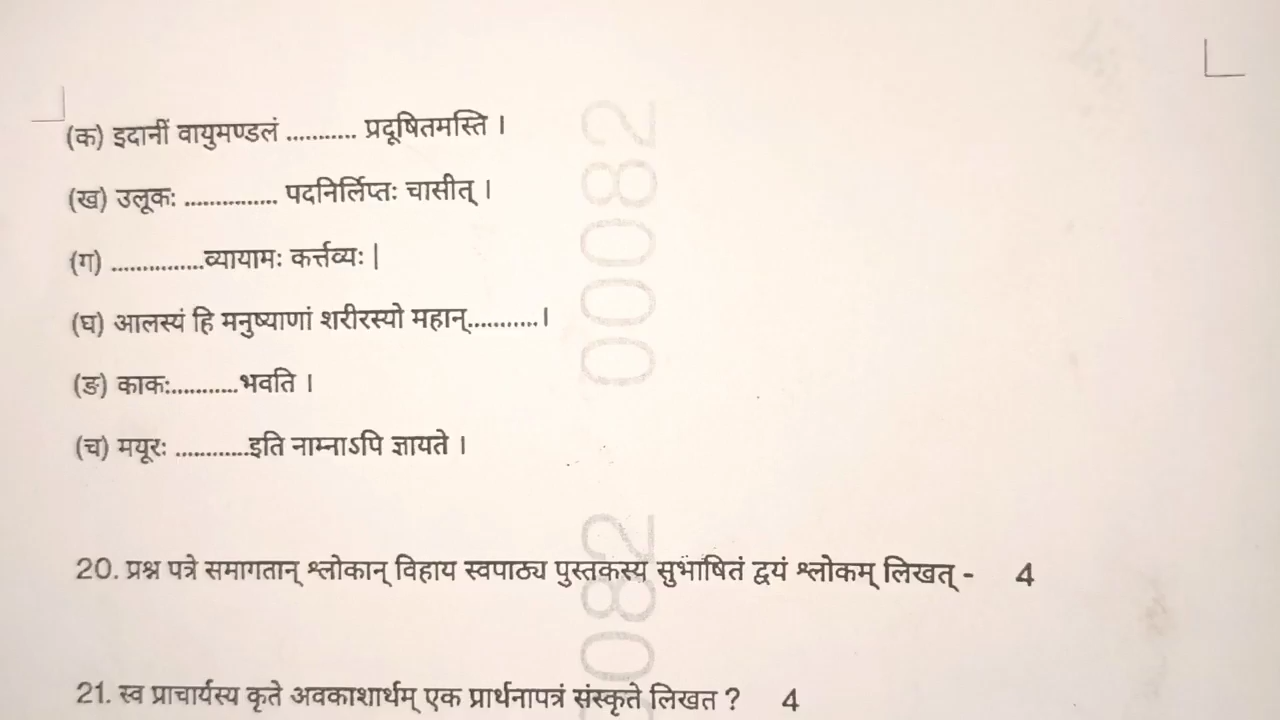 (क) इदानीं वायुमण्डलं ........... प्रदूषितमस्ति ।
(ख) उलूकः ............... पदनिर्लिप्तः चासीत् ।
(ग) ...............व्यायामः कर्त्तव्यः |
(घ) आलस्यं हि मनुष्याणां शरीरस्यो महान्...........।
(ङ) काकः...........भवति ।
(च) मयूरः ............इति नाम्नाऽपि ज्ञायते ।
00082
20. प्रश्न पत्रे समागतान् श्लोकान् विहाय स्वपाठ्य पुस्तकस्य सुभाषितं द्वयं श्लोकम् लिखत् - 4
082
21. स्व प्राचार्यस्य कृते अवकाशार्थम् एक प्रार्थनापत्रं संस्कृते लिखत ? 4